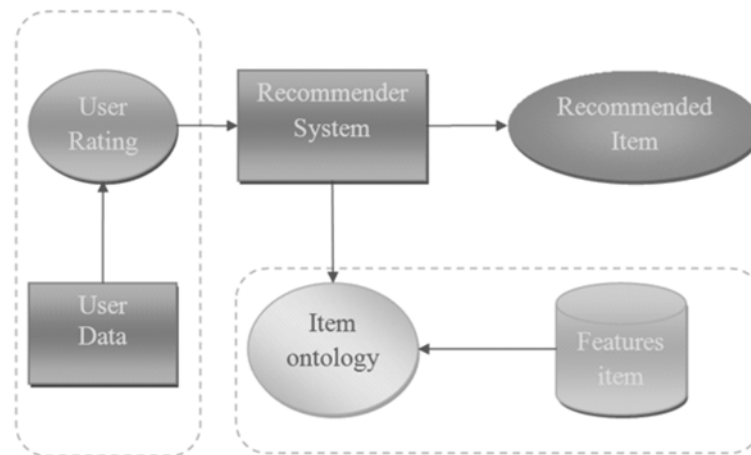 User
Rating
Recommender
System
Recommended
Item
User
Data
Item
ontology
Features
item